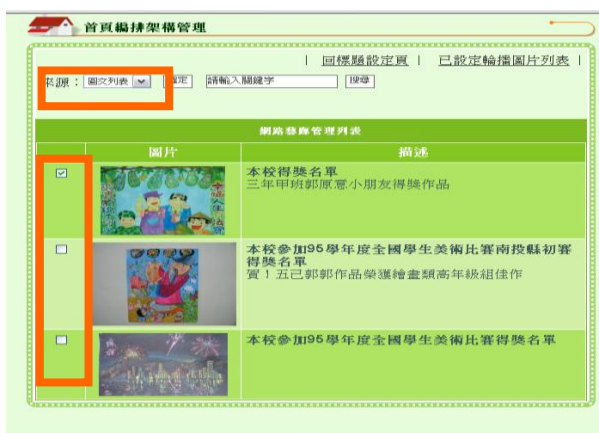 首頁編排架構管理
| 回標題設定頁 | 已設定輪播圖片列表 |
來源： 圖文列表 確定 請輸入關鍵字 搜尋
網路藝廊管理列表
圖片 描述
本校得獎名單
三年甲班郭原意小朋友得獎作品
本校參加95學年度全國學生美術比賽南投縣初賽
得獎名單
賀！五已郭郭作品榮獲繪畫類高年級組佳作
本校參加95學年度全國學生美術比賽得獎名單